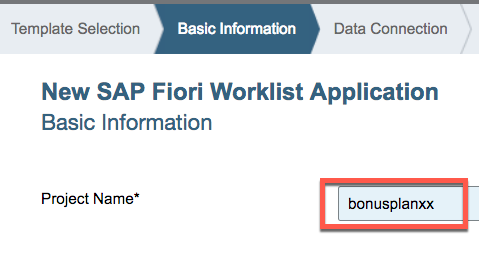 Template Selection Basic Information Data Connection
New SAP Fiori Worklist Application
Basic Information
Project Name* bonusplanxx